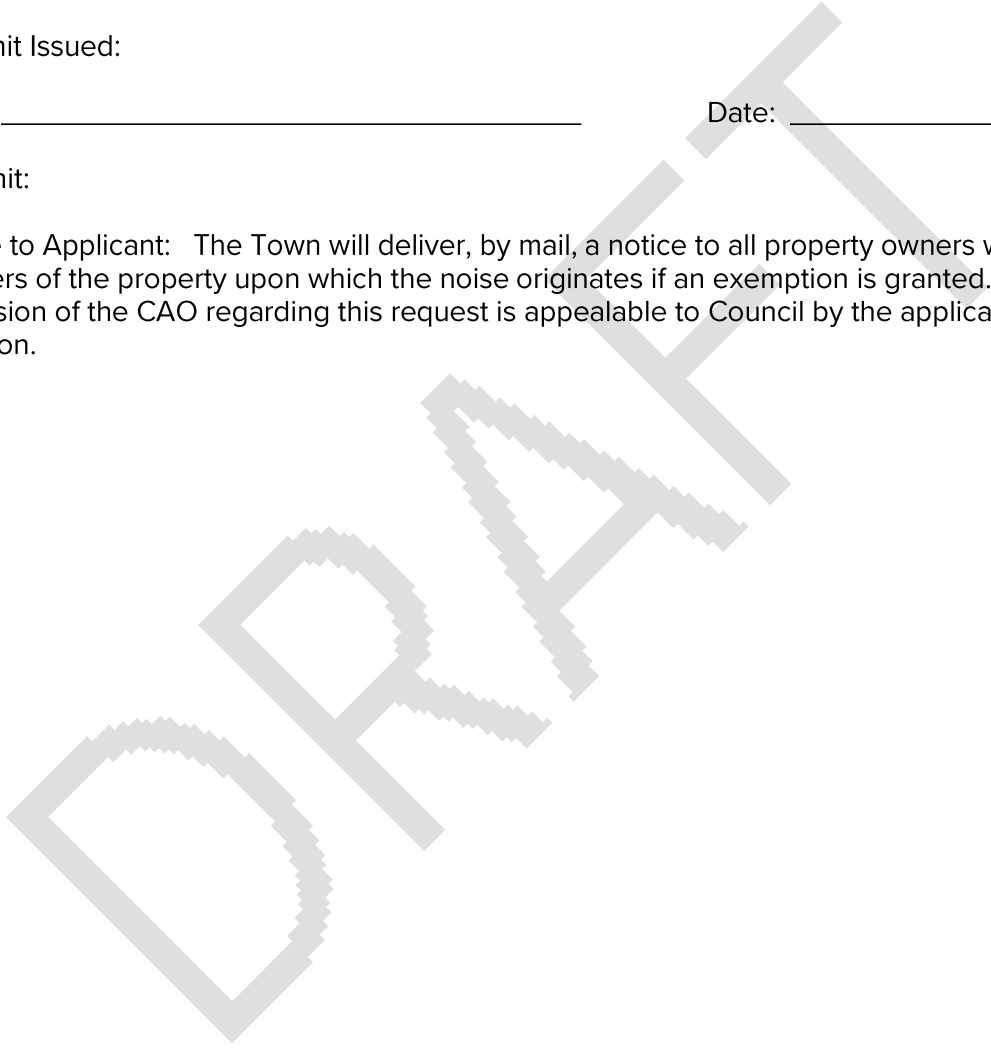 nit Issued:
Date:
nit:
e to Applicant: The Town will deliver, by mail, a notice to all property owners w
ers of the property upon which the noise originates if an exemption is granted.
sion of the CAO regarding this request is appealable to Council by the applica
on.
DRAFT